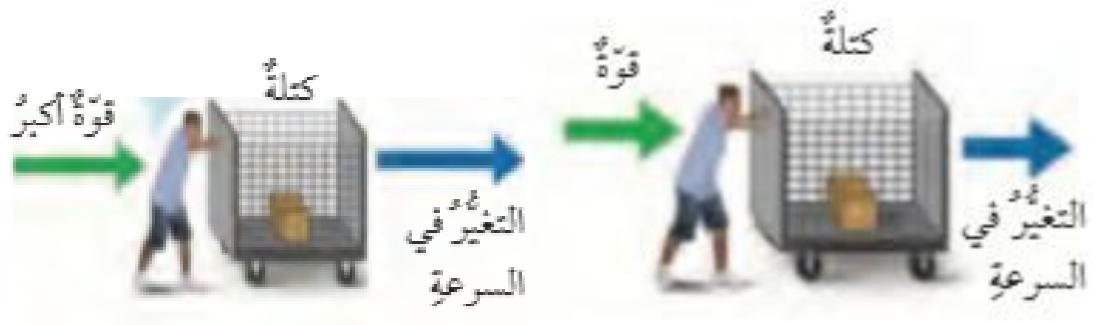 كتلةٌ
قوّةٌ
التغيُّرُ في
السرعةِ
كتلةٌ
قوّةٌ أكبرُ
التغيُّرُ في
السرعةِ